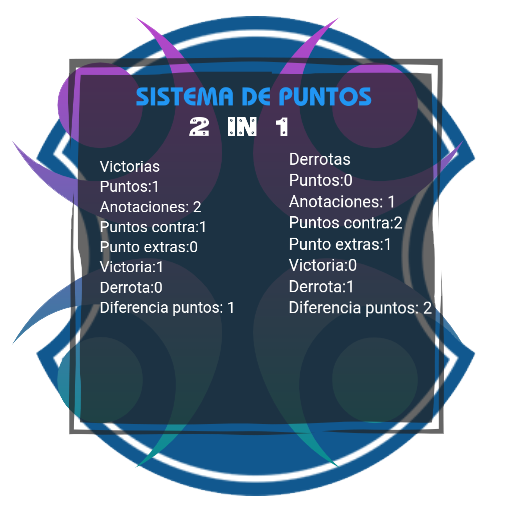 SISTEMA DE PUNTOS
2 IN 1
Victorias
Puntos:1
Anotaciones: 2
Puntos contra:1
Punto extras:0
Victoria:1
Derrota:0
Diferencia puntos: 1
Derrotas
Puntos:0
Anotaciones: 1
Puntos contra:2
Punto extras:1
Victoria:0
Derrota:1
Diferencia puntos: 2